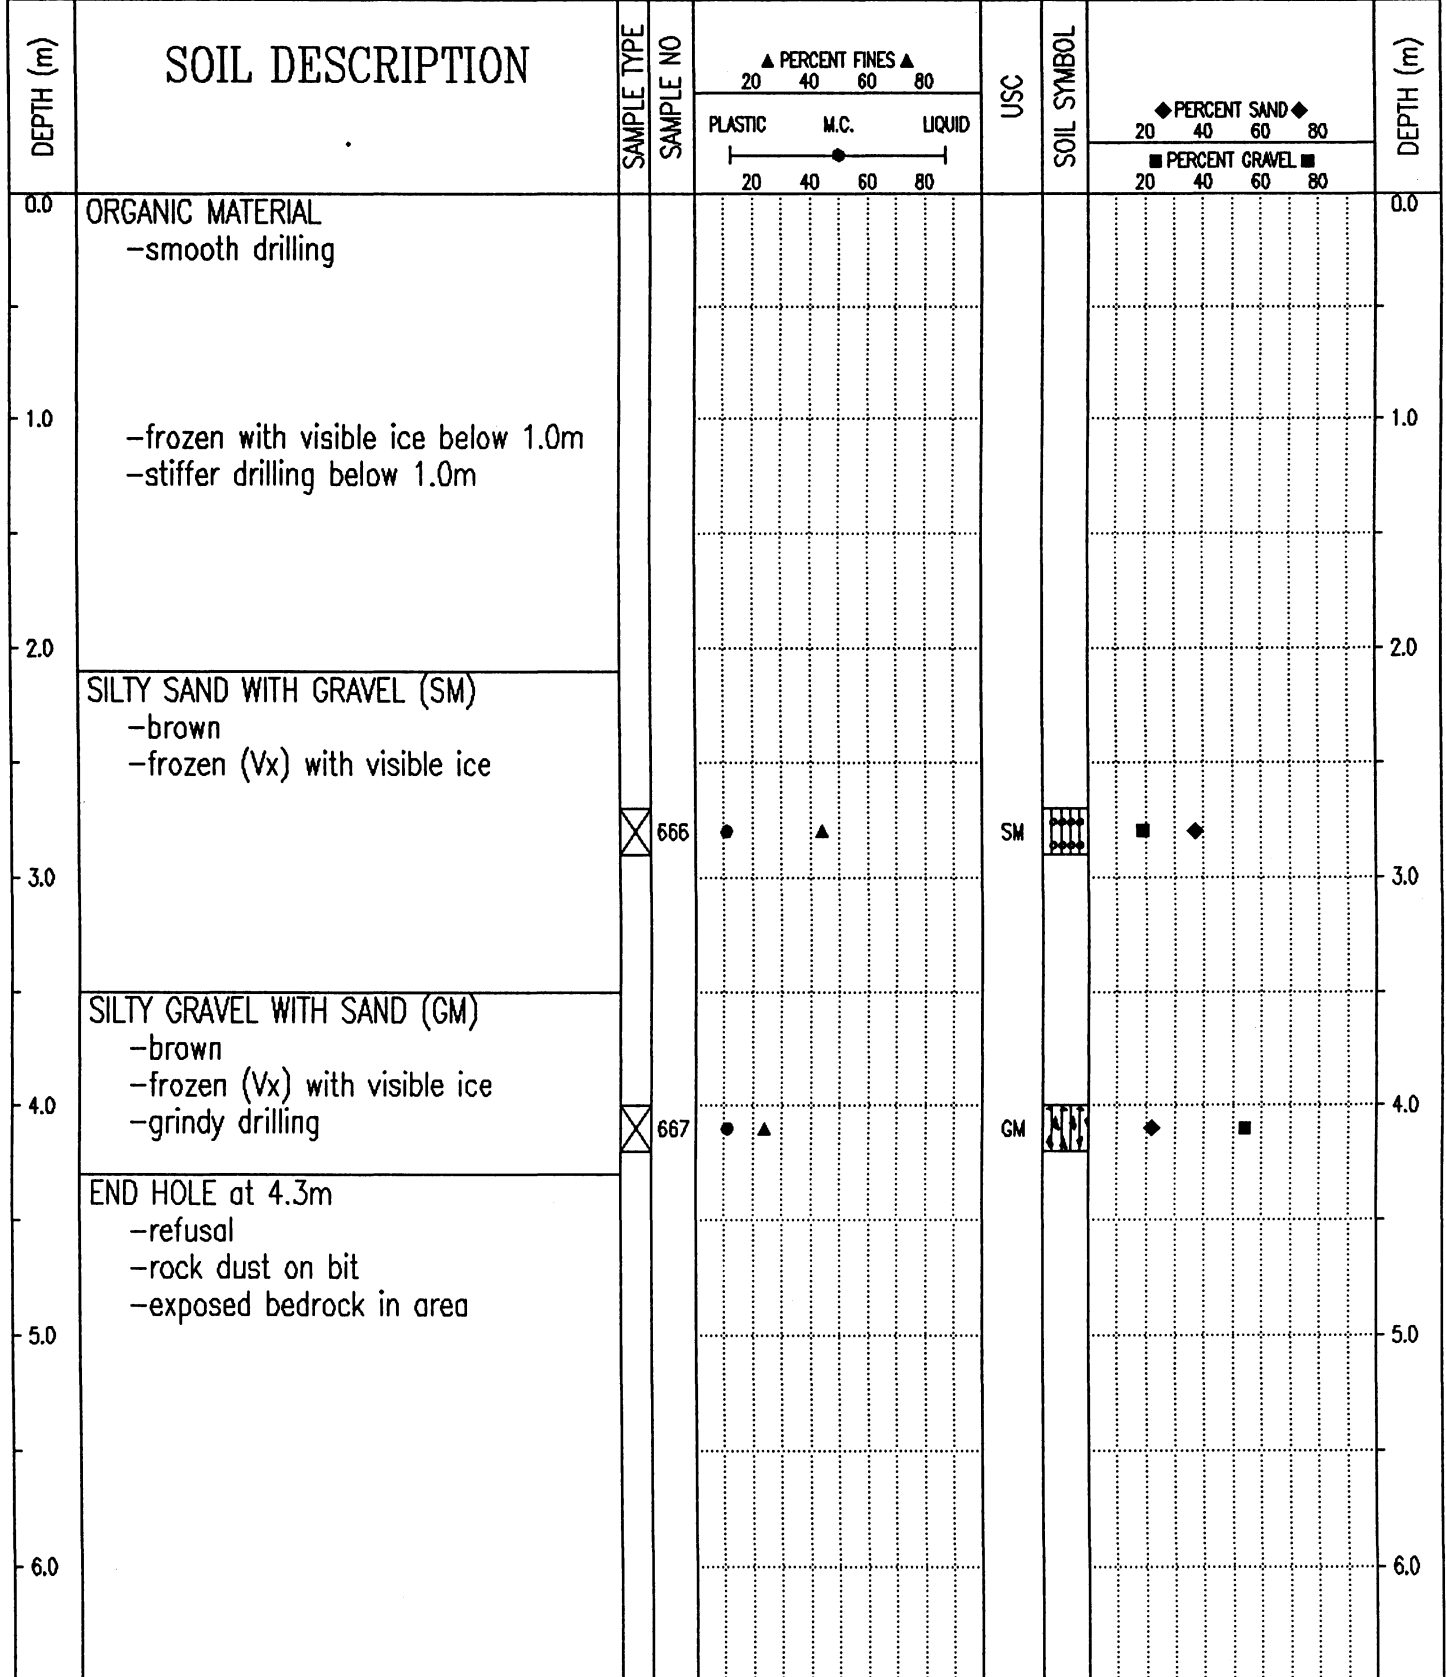 DEPTH (m)
SOIL DESCRIPTION
SAMPLE TYPE
SAMPLE NO
▲ PERCENT FINES ▲
20 40 60 80
PLASTIC M.C. LIQUID
20 40 60 80
USC
SOIL SYMBOL
◆ PERCENT SAND ◆
20 40 60 80
■ PERCENT GRAVEL ■
20 40 60 80
DEPTH (m)
0.0 ORGANIC MATERIAL 0.0
-smooth drilling
1.0 1.0
-frozen with visible ice below 1.0m
-stiffer drilling below 1.0m
2.0 2.0
SILTY SAND WITH GRAVEL (SM)
-brown
-frozen (Vx) with visible ice
666 SM
3.0 3.0
SILTY GRAVEL WITH SAND (GM)
-brown
-frozen (Vx) with visible ice
4.0 4.0
-grindy drilling
667 GM
END HOLE at 4.3m
-refusal
-rock dust on bit
-exposed bedrock in area
5.0 5.0
6.0 6.0